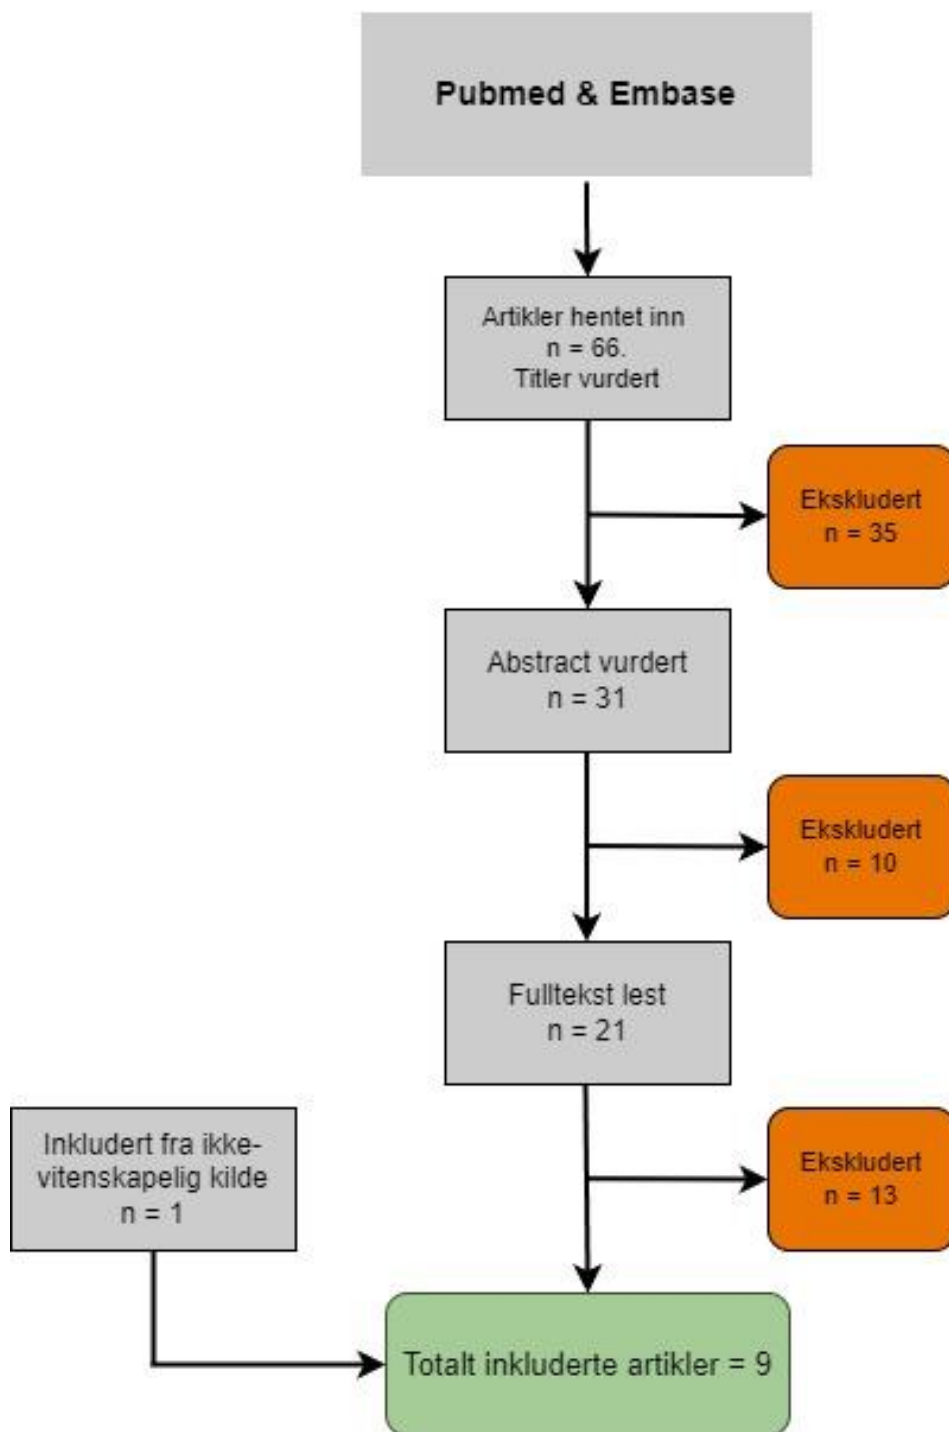 Pubmed & Embase
Artikler hentet inn
n = 66.
Titler vurdert
Ekskludert
n = 35
Abstract vurdert
n = 31
Ekskludert
n = 10
Fulltekst lest
n = 21
Inkludert fra ikke-
vitenskapelig kilde
n = 1
Ekskludert
n = 13
Totalt inkluderte artikler = 9